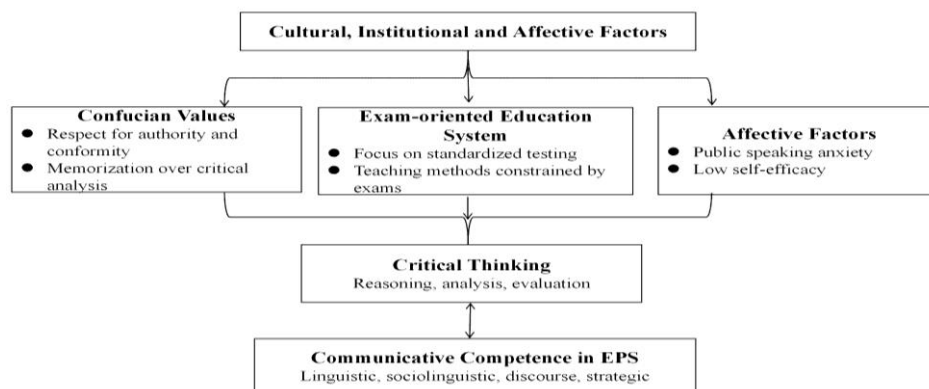 Cultural, Institutional and Affective Factors
Confucian Values
● Respect for authority and
conformity
● Memorization over critical
analysis
Exam-oriented Education
System
● Focus on standardized testing
● Teaching methods constrained by
exams
Affective Factors
● Public speaking anxiety
● Low self-efficacy
Critical Thinking
Reasoning, analysis, evaluation
Communicative Competence in EPS
Linguistic, sociolinguistic, discourse, strategic